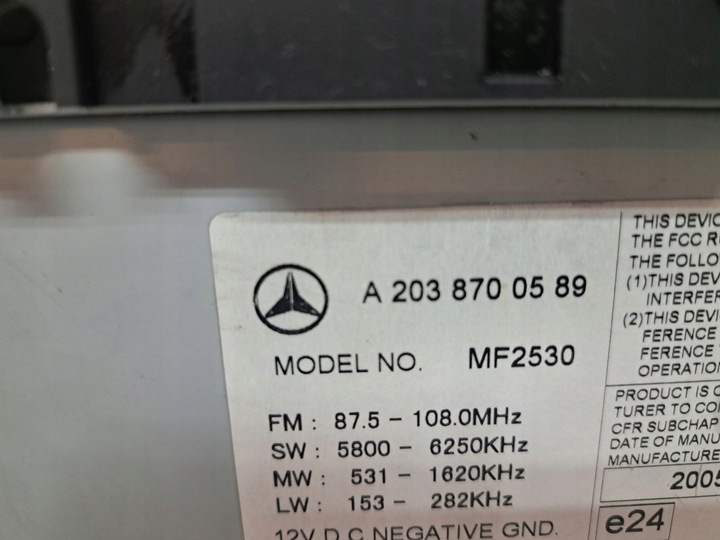 A 203 870 0589
MODEL NO. MF2530
FM : 87.5 - 108.0MHz
SW : 5800 - 6250KHz
MW : 531 - 1620KHz
LW : 153 - 282KHz
12V D.C NEGATIVE GND.
THIS DEVIC
THE FCC RU
THE FOLLO
(1)THIS DEV
INTERFER
(2)THIS DEVI
FERENCE
FERENCE
OPERATIO
PRODUCT IS C
TURER TO CO
CFR SUBCHAP
DATE OF MANU
MANUFACTURE
2005
e24